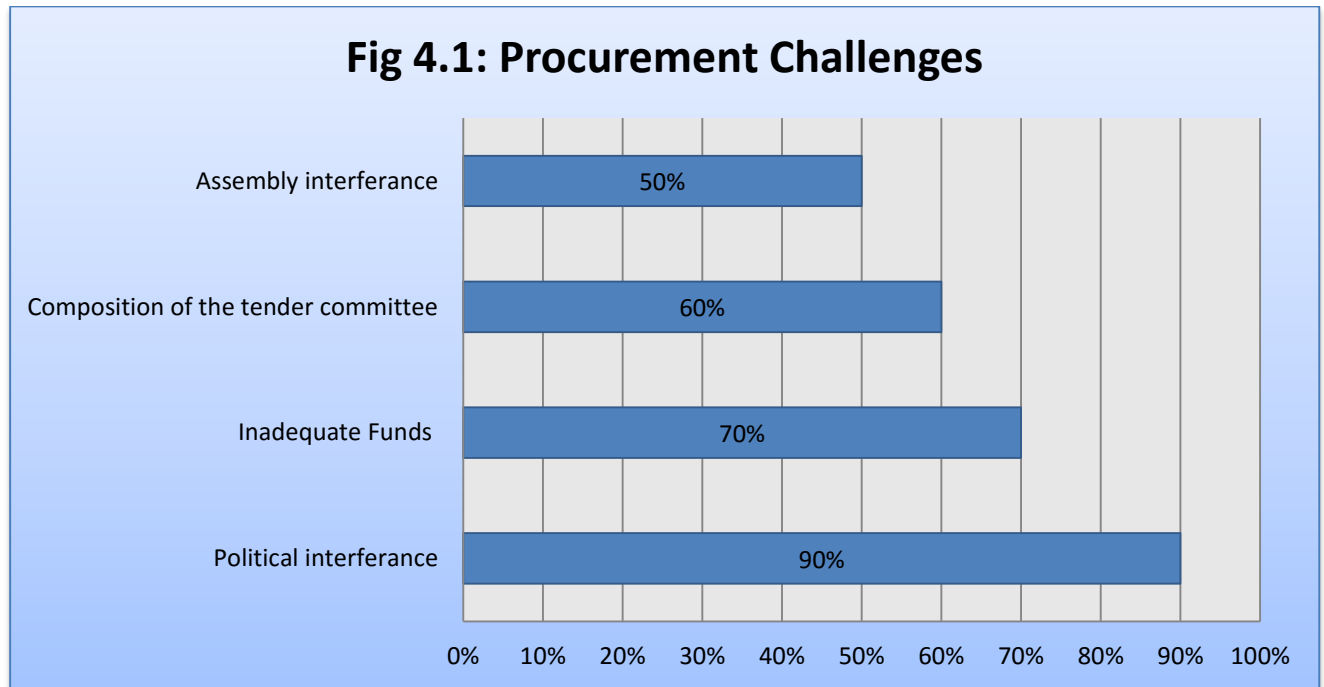 Fig 4.1: Procurement Challenges
Assembly interferance
50%
Composition of the tender committee
60%
Inadequate Funds
70%
Political interferance
90%
0% 10% 20% 30% 40% 50% 60% 70% 80% 90% 100%